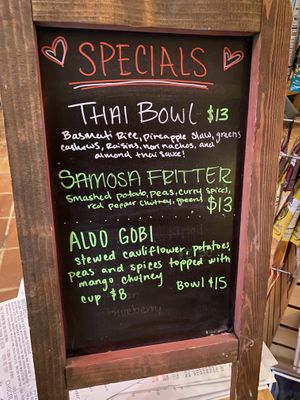 SPECIALS
THAI BOWL $13
Basmati Rice, pineapple slaw, greens
cashews, Raisins, nori nachos, and
almond thai sauce!
SAMOSA FRITTER
smashed potato, peas, curry spices,
red pepper chutney, greens $13
ALOO GOBI
stewed cauliflower, potatoes,
peas and spices topped with
mango chutney
cup $8 Bowl $15